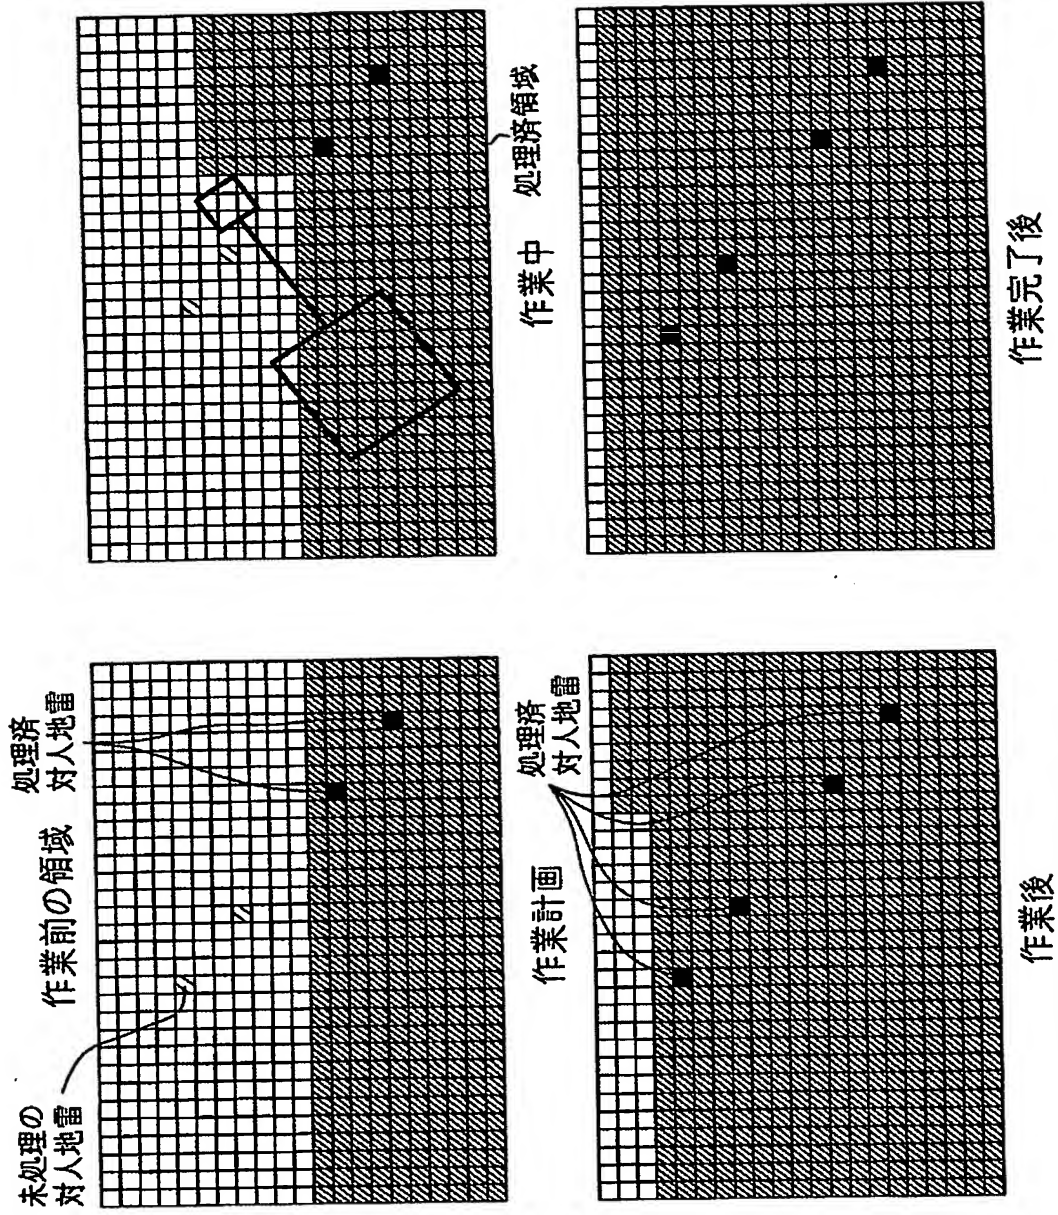 未処理の
対人地雷
作業前の領域
処理済
対人地雷
作業計画
作業中
処理済領域
処理済
対人地雷
作業後
作業完了後